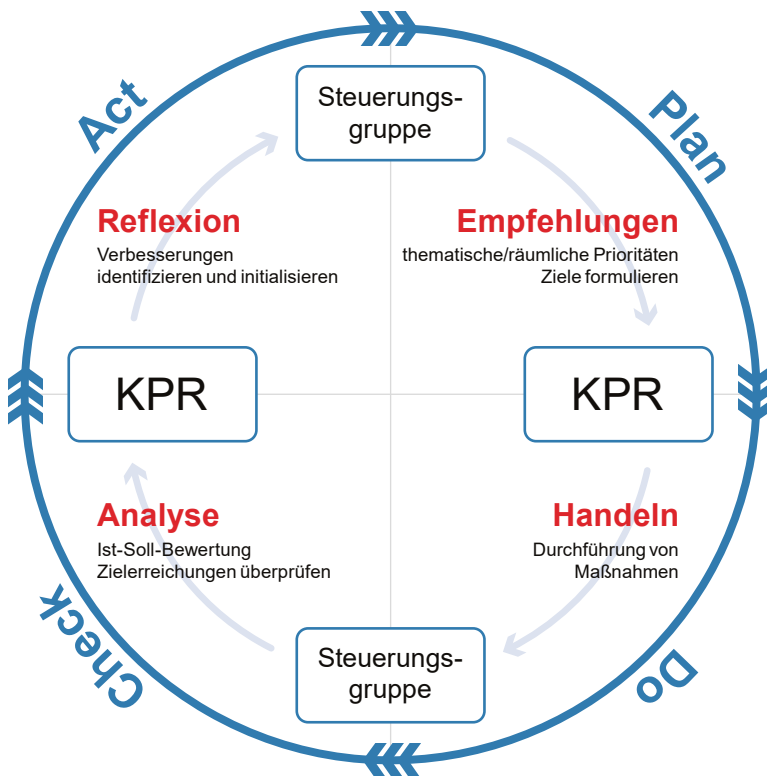 Act
Plan
Steuerungs-
gruppe
Reflexion
Verbesserungen
identifizieren und initialisieren
Empfehlungen
thematische/räumliche Prioritäten
Ziele formulieren
KPR
KPR
Analyse
Ist-Soll-Bewertung
Zielerreichungen überprüfen
Handeln
Durchführung von
Maßnahmen
Steuerungs-
gruppe
Check
Do